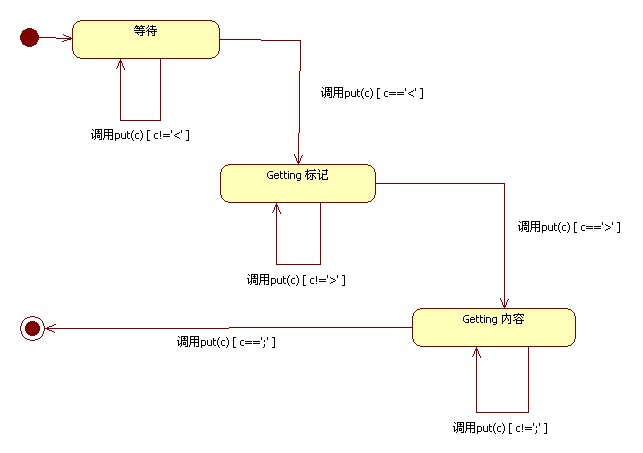 等待
调用put(c) [ c=='<' ]
调用put(c) [ c!='<' ]
Getting 标记
调用put(c) [ c=='>' ]
调用put(c) [ c!='>' ]
Getting 内容
调用put(c) [ c==';' ]
调用put(c) [ c!=';' ]